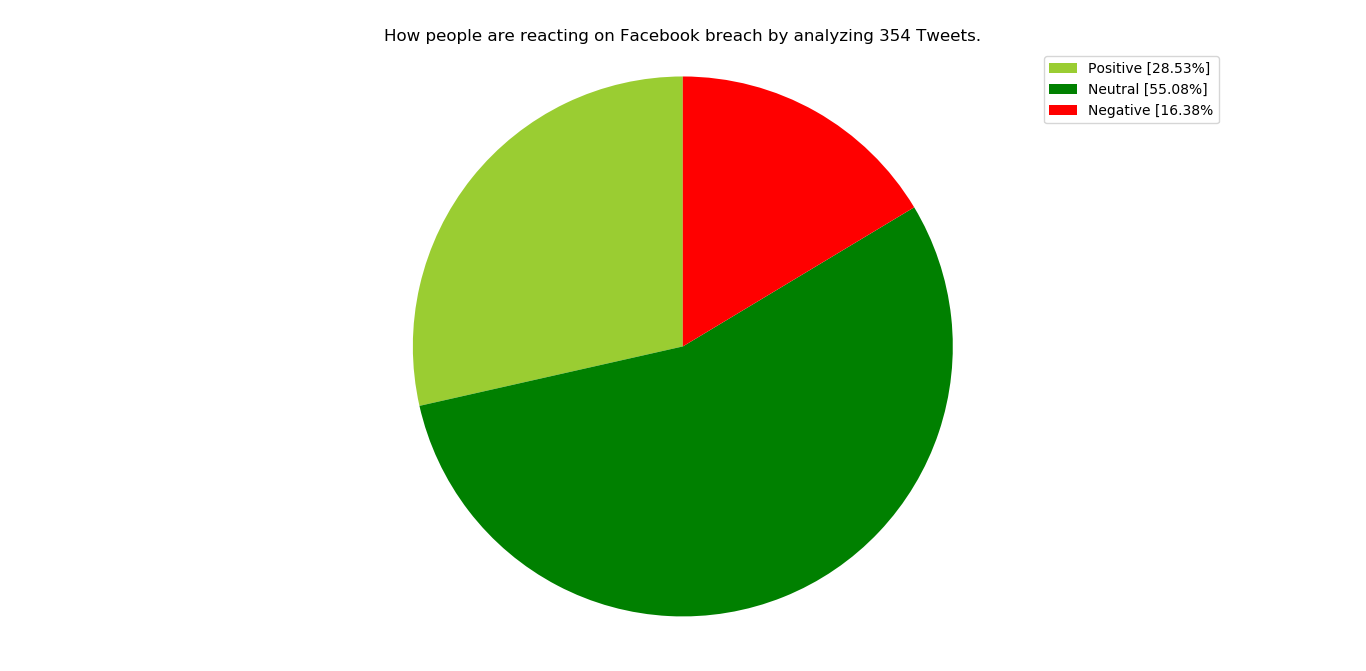 How people are reacting on Facebook breach by analyzing 354 Tweets.
Positive [28.53%]
Neutral [55.08%]
Negative [16.38%